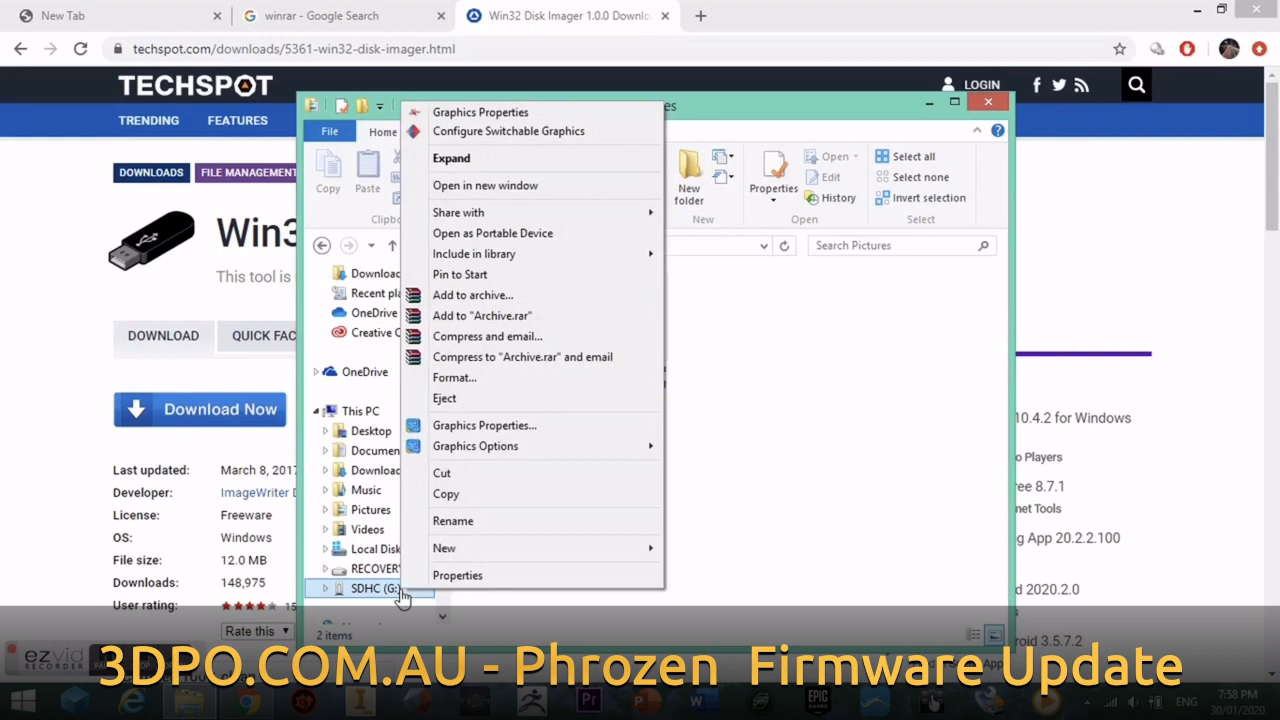 New Tab
winrar - Google Search
Win32 Disk Imager 1.0.0 Downlo
techspot.com/downloads/5361-win32-disk-imager.html
TECHSPOT
LOGIN
TRENDING
FEATURES
DOWNLOADS
FILE MANAGEMENT
Win3
This tool is
DOWNLOAD
QUICK FAC
Download Now
Last updated: March 8, 2017
Developer: ImageWriter D
License: Freeware
OS: Windows
File size: 12.0 MB
Downloads: 148,975
User rating:
Rate this
File
Home
Copy
Paste
Clipbo
New folder
New
Properties
Open
Edit
History
Open
Select all
Select none
Invert selection
Select
Search Pictures
Download
Recent pla
OneDrive
Creative C
OneDrive
This PC
Desktop
Documen
Download
Music
Pictures
Videos
Local Disk
RECOVERY
SDHC (G:)
2 items
Graphics Properties
Configure Switchable Graphics
Expand
Open in new window
Share with
Open as Portable Device
Include in library
Pin to Start
Add to archive...
Add to "Archive.rar"
Compress and email...
Compress to "Archive.rar" and email
Format...
Eject
Graphics Properties...
Graphics Options
Cut
Copy
Rename
New
Properties
10.4.2 for Windows
o Players
ree 8.7.1
net Tools
g App 20.2.2.100
d 2020.2.0
roid 3.5.7.2
App
ezvid
RECORDER
3DPO.COM.AU - Phrozen Firmware Update
Pr
W
EPIC GAMES
ENG
7:58 PM
30/01/2020